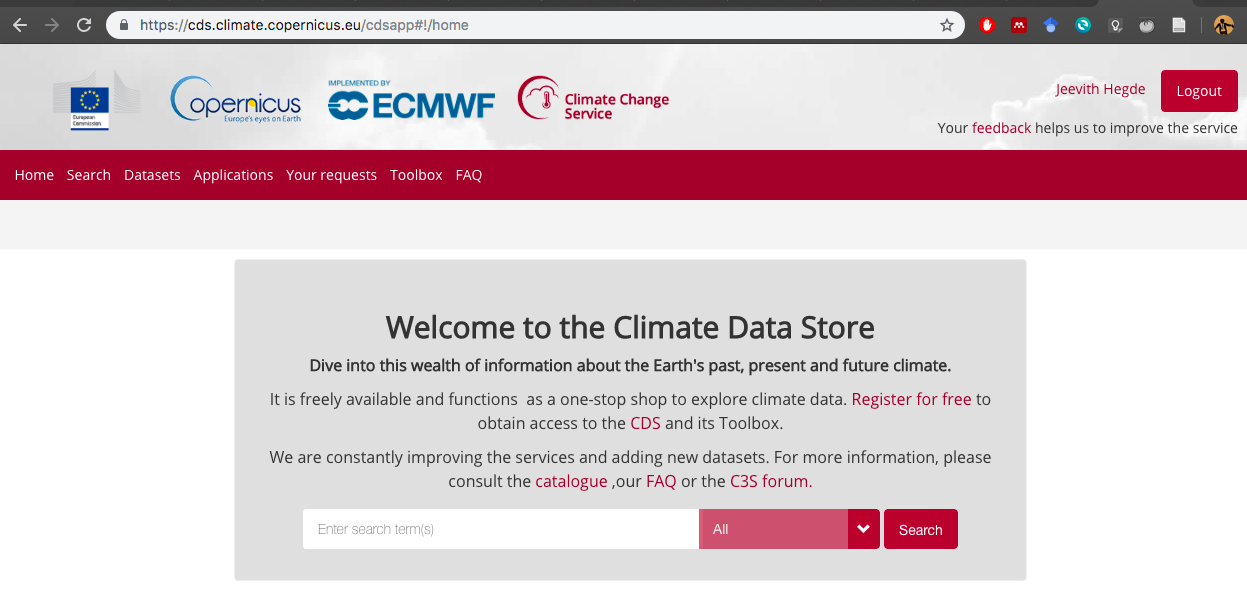 https://cds.climate.copernicus.eu/cdsapp#!/home
European
Commission
opernicus
Europe's eyes on Earth
IMPLEMENTED BY
ECMWF
Climate Change
Service
Jeevith Hegde
Logout
Your feedback helps us to improve the service
Home Search Datasets Applications Your requests Toolbox FAQ
Welcome to the Climate Data Store
Dive into this wealth of information about the Earth's past, present and future climate.
It is freely available and functions as a one-stop shop to explore climate data. Register for free to
obtain access to the CDS and its Toolbox.
We are constantly improving the services and adding new datasets. For more information, please
consult the catalogue ,our FAQ or the C3S forum.
Enter search term(s)
All
Search